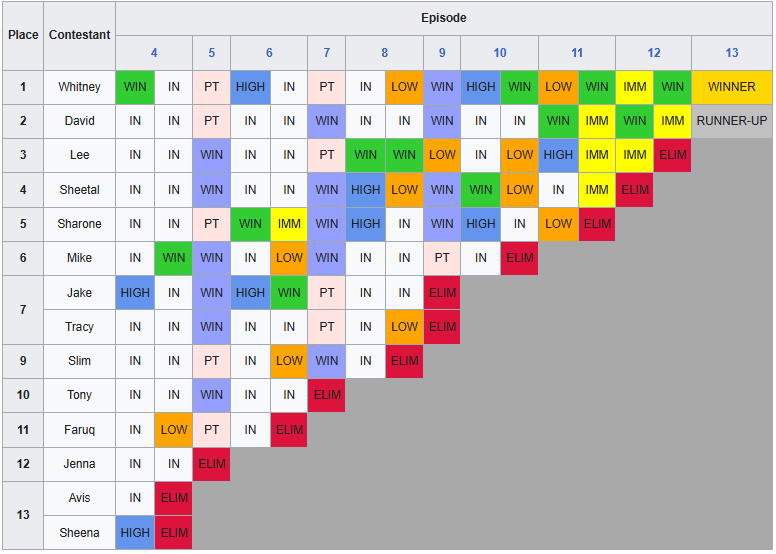 Place Contestant Episode
4 5 6 7 8 9 10 11 12 13
1 Whitney WIN IN PT HIGH IN PT IN LOW WIN HIGH WIN LOW WIN IMM WIN WINNER
2 David IN IN PT IN IN WIN IN IN WIN IN IN WIN IMM WIN IMM RUNNER-UP
3 Lee IN IN WIN IN IN PT WIN WIN LOW IN LOW HIGH IMM IMM ELIM
4 Sheetal IN IN WIN IN IN WIN HIGH LOW WIN WIN LOW IN IMM ELIM
5 Sharone IN IN PT WIN IMM WIN HIGH IN WIN HIGH IN LOW ELIM
6 Mike IN WIN WIN IN LOW WIN IN IN PT IN ELIM
7 Jake HIGH IN WIN HIGH WIN PT IN IN ELIM
Tracy IN IN WIN IN IN PT IN LOW ELIM
9 Slim IN IN PT IN LOW WIN IN ELIM
10 Tony IN IN WIN IN IN ELIM
11 Faruq IN LOW PT IN ELIM
12 Jenna IN IN ELIM
13 Avis IN ELIM
Sheena HIGH ELIM